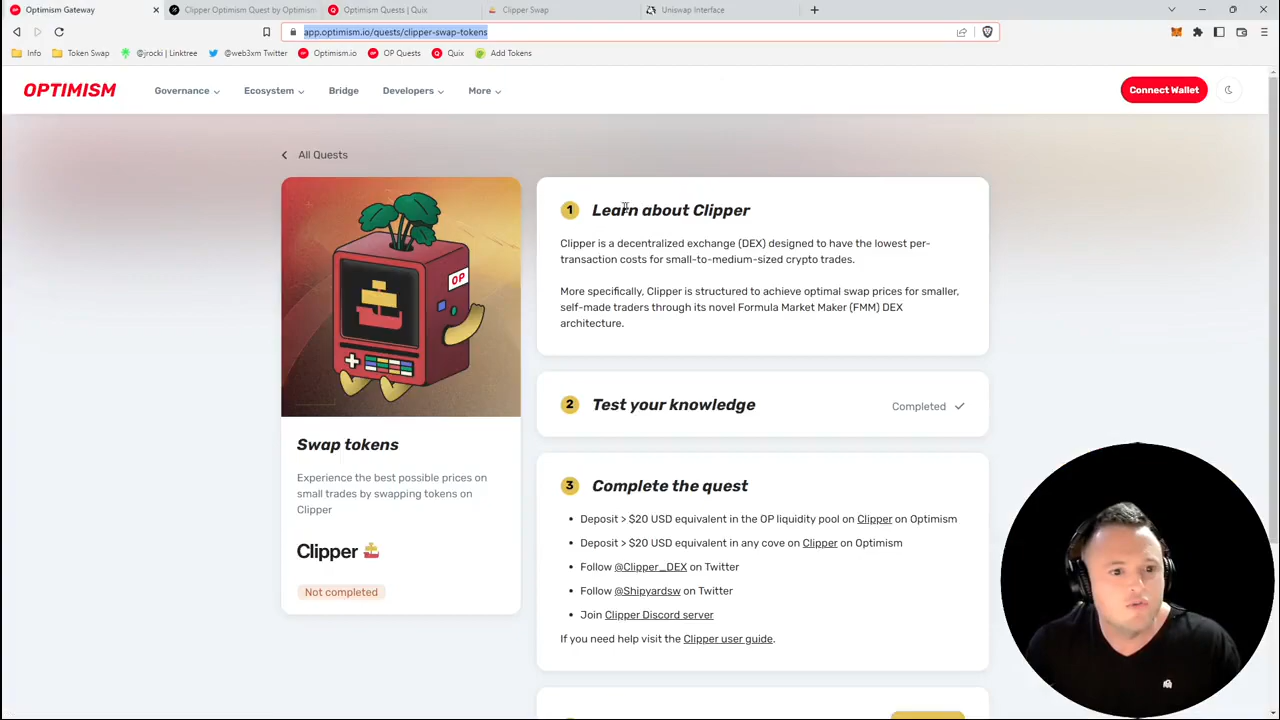 Optimism Gateway
Clipper Optimism Quest by Optimism
Optimism Quests | Quix
Clipper Swap
Uniswap Interface
app.optimism.io/quests/clipper-swap-tokens
Info
Token Swap
@jrocki | Linktree
@web3xm Twitter
Optimism.io
OP Quests
Quix
Add Tokens
OPTIMISM
Governance
Ecosystem
Bridge
Developers
More
Connect Wallet
All Quests
OP
Swap tokens
Experience the best possible prices on
small trades by swapping tokens on
Clipper
Clipper
Not completed
1 Learn about Clipper
Clipper is a decentralized exchange (DEX) designed to have the lowest per-
transaction costs for small-to-medium-sized crypto trades.
More specifically, Clipper is structured to achieve optimal swap prices for smaller,
self-made traders through its novel Formula Market Maker (FMM) DEX
architecture.
2 Test your knowledge
Completed
3 Complete the quest
• Deposit > $20 USD equivalent in the OP liquidity pool on Clipper on Optimism
• Deposit > $20 USD equivalent in any cove on Clipper on Optimism
• Follow @Clipper_DEX on Twitter
• Follow @Shipyardsw on Twitter
• Join Clipper Discord server
If you need help visit the Clipper user guide.